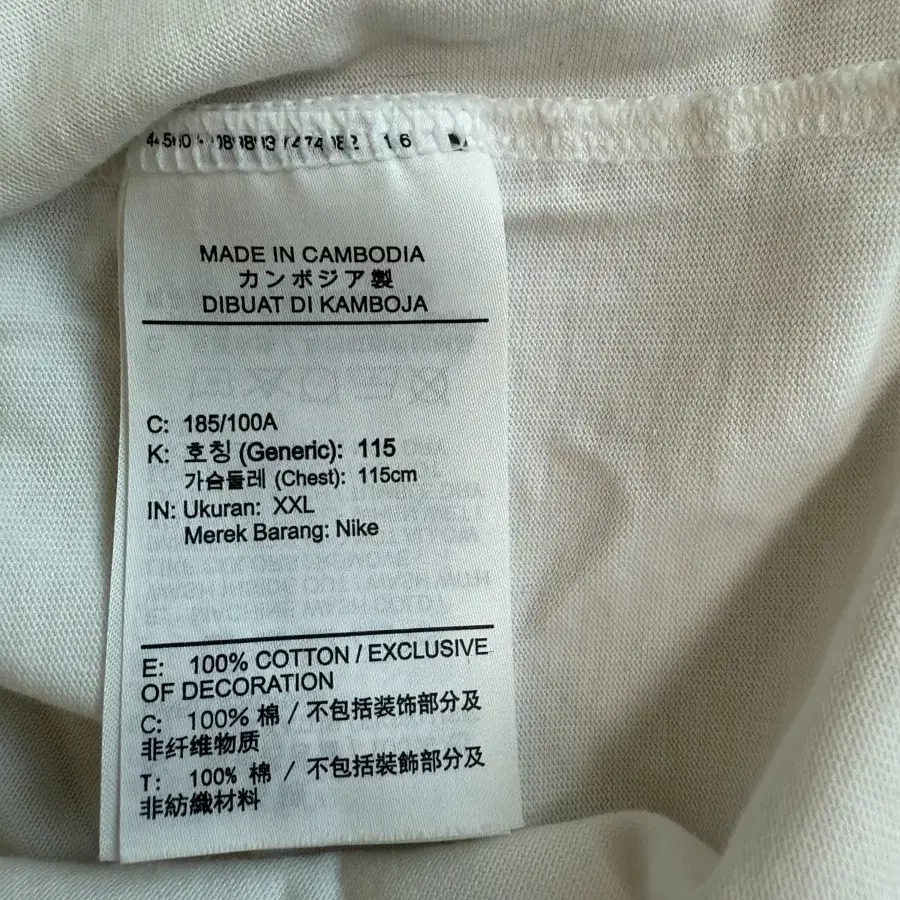 MADE IN CAMBODIA
カンボジア製
DIBUAT DI KAMBOJA
C: 185/100A
K: 호칭 (Generic): 115
가슴둘레 (Chest): 115cm
IN: Ukuran: XXL
Merek Barang: Nike
E: 100% COTTON / EXCLUSIVE
OF DECORATION
C: 100% 棉 / 不包括装饰部分及
非纤维物质
T: 100% 棉 / 不包括裝飾部分及
非紡織材料